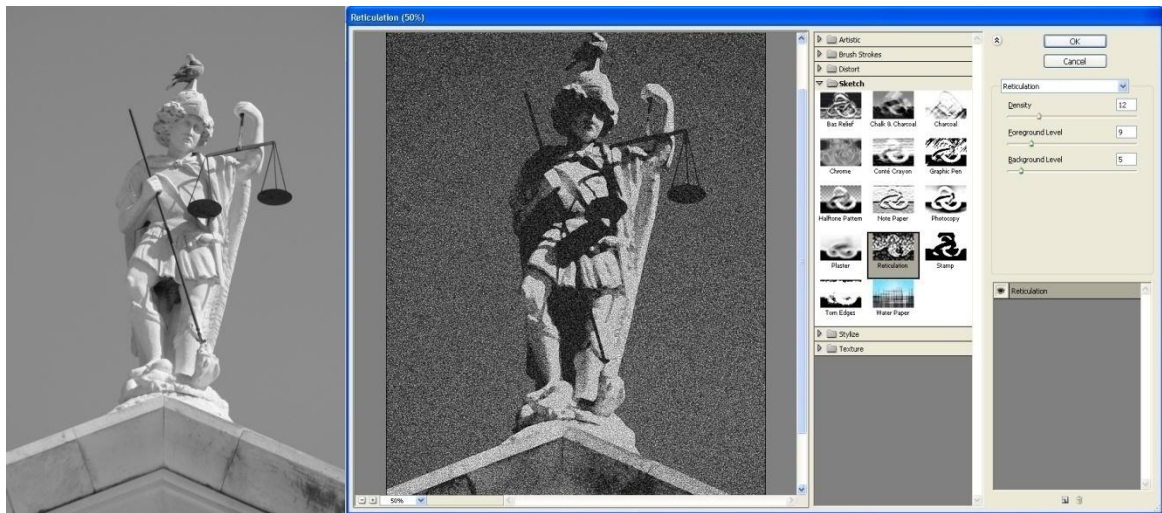 Reticulation (50%)
Artistic
Brush Strokes
Distort
Sketch
Bas Relief
Chalk & Charcoal
Charcoal
Chrome
Conté Crayon
Graphic Pen
Halftone Pattern
Note Paper
Photocopy
Plaster
Reticulation
Stamp
Torn Edges
Water Paper
Stylize
Texture
OK
Cancel
Reticulation
Density 12
Foreground Level 9
Background Level 5
Reticulation
50%